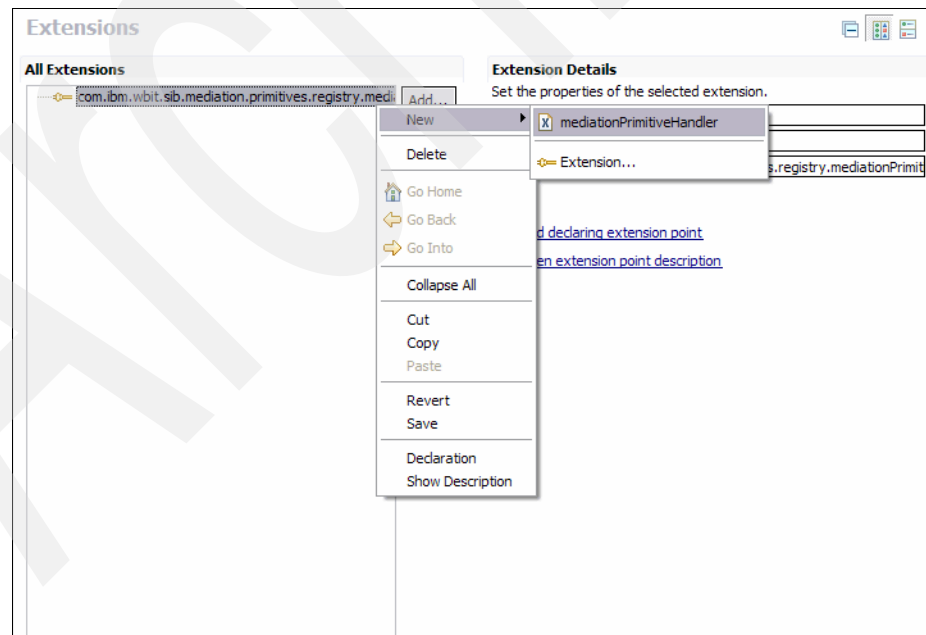 Extensions
All Extensions
Extension Details
com.ibm.wbit.sib.mediation.primitives.registry.medi
Add...
Set the properties of the selected extension.
New
mediationPrimitiveHandler
Delete
Extension...
s.registry.mediationPrimit
Go Home
Go Back
d declaring extension point
Go Into
en extension point description
Collapse All
Cut
Copy
Paste
Revert
Save
Declaration
Show Description